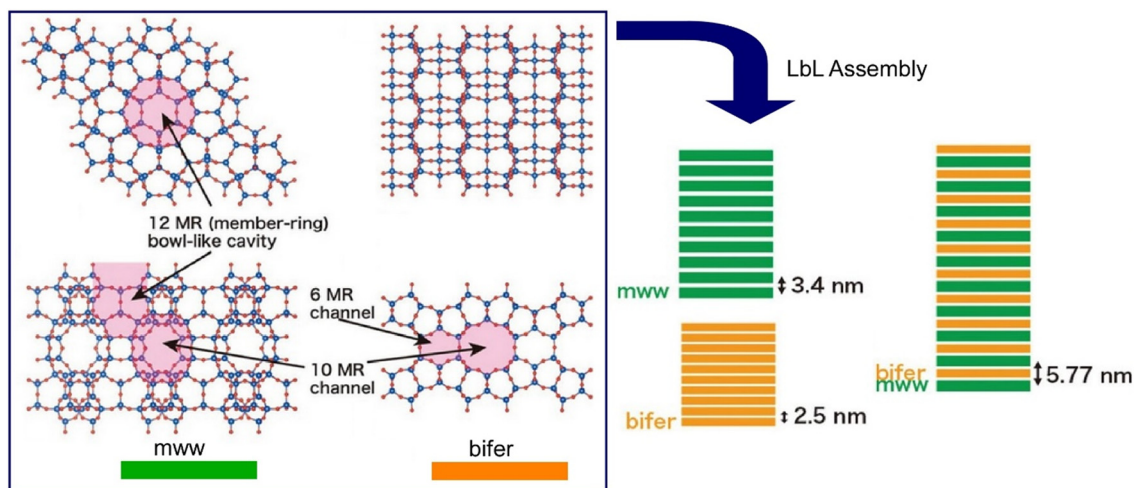 12 MR (member-ring)
bowl-like cavity
6 MR
channel
10 MR
channel
mww
bifer
LbL Assembly
mww
3.4 nm
bifer
2.5 nm
bifer
mww
5.77 nm